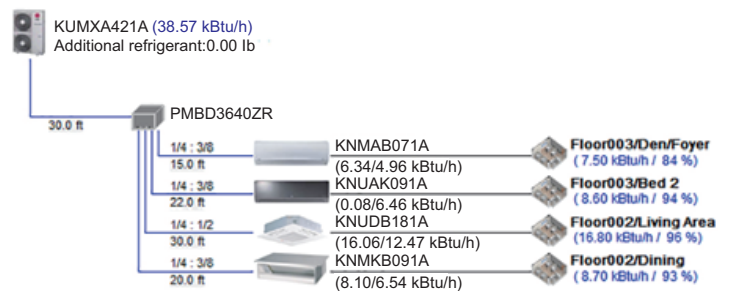 KUMXA421A (38.57 kBtu/h)
Additional refrigerant:0.00 lb
30.0 ft
PMBD3640ZR
1/4 : 3/8
15.0 ft
KNMAB071A
(6.34/4.96 kBtu/h)
Floor003/Den/Foyer
( 7.50 kBtu/h / 84 %)
1/4 : 3/8
22.0 ft
KNUAK091A
(0.08/6.46 kBtu/h)
Floor003/Bed 2
( 8.60 kBtu/h / 94 %)
1/4 : 1/2
30.0 ft
KNUDB181A
(16.06/12.47 kBtu/h)
Floor002/Living Area
(16.80 kBtu/h / 96 %)
1/4 : 3/8
20.0 ft
KNMKB091A
(8.10/6.54 kBtu/h)
Floor002/Dining
( 8.70 kBtu/h / 93 %)